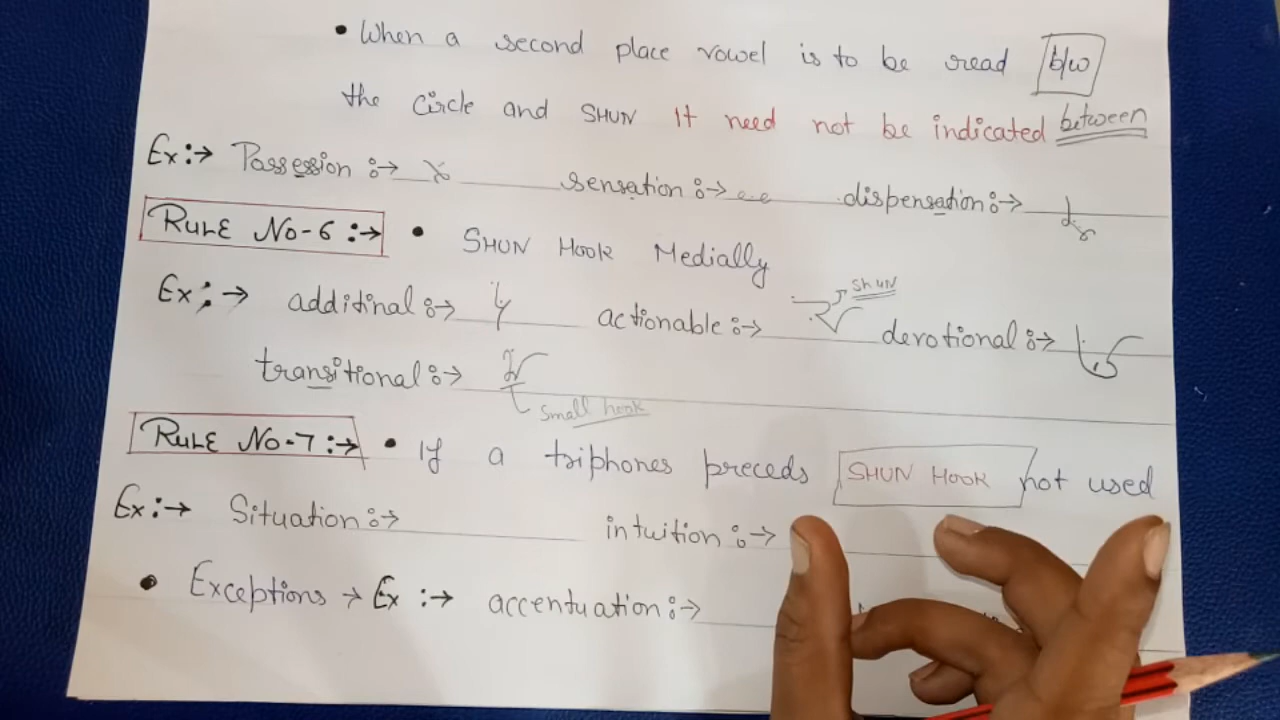 • When a second place vowel is to be read b/w
the circle and SHUN It need not be indicated between
Ex:→ Possession :→ sensation :→ dispensation :→
RULE No-6 :→ • SHUN Hook Medially
Ex:→ additinal :→ actionable :→ SHUN devotional :→
transitional :→ small hook
RULE No-7 :→ • If a triphones preceds SHUN HOOK not used
Ex:→ Situation :→ intuition :→
• Exceptions → Ex :→ accentuation :→